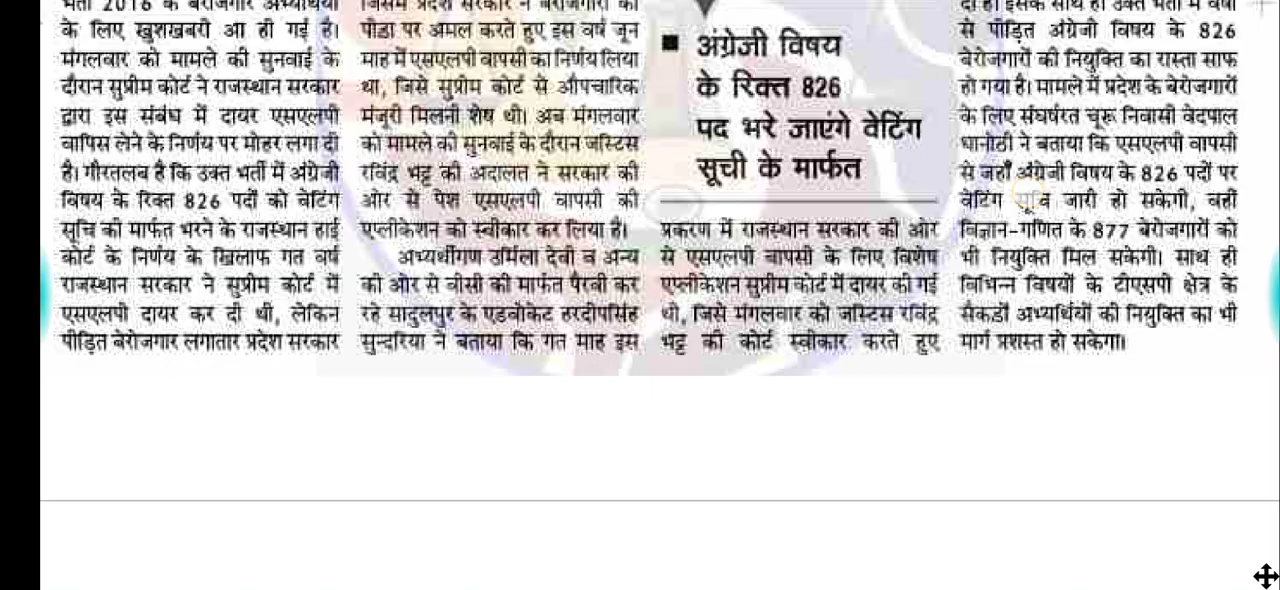 भर्ती 2016 के बेरोजगार अभ्यर्थियों
के लिए खुशखबरी आ ही गई है।
मंगलवार को मामले की सुनवाई के
दौरान सुप्रीम कोर्ट ने राजस्थान सरकार
द्वारा इस संबंध में दायर एसएलपी
वापिस लेने के निर्णय पर मोहर लगा दी
है। गौरतलब है कि उक्त भर्ती में अंग्रेजी
विषय के रिक्त 826 पदों को वेटिंग
सूचि की मार्फत भरने के राजस्थान हाई
कोर्ट के निर्णय के खिलाफ गत वर्ष
राजस्थान सरकार ने सुप्रीम कोर्ट में
एसएलपी दायर कर दी थी, लेकिन
पीड़ित बेरोजगार लगातार प्रदेश सरकार
जिसमें प्रदेश सरकार ने बेरोजगारों की
पीड़ा पर अमल करते हुए इस वर्ष जून
माह में एसएलपी वापसी का निर्णय लिया
था, जिसे सुप्रीम कोर्ट से औपचारिक
मंजूरी मिलनी शेष थी। अब मंगलवार
को मामले की सुनवाई के दौरान जस्टिस
रविंद्र भट्ट की अदालत ने सरकार की
ओर से पेश एसएलपी वापसी की
एप्लीकेशन को स्वीकार कर लिया है।
अभ्यर्थीगण उर्मिला देवी व अन्य
की ओर से वीसी की मार्फत पैरवी कर
रहे सादुलपुर के एडवोकेट हरदीपसिंह
सुन्दरिया ने बताया कि गत माह इस
■ अंग्रेजी विषय
के रिक्त 826
पद भरे जाएंगे वेटिंग
सूची के मार्फत
प्रकरण में राजस्थान सरकार की ओर
से एसएलपी वापसी के लिए विशेष
एप्लीकेशन सुप्रीम कोर्ट में दायर की गई
थी, जिसे मंगलवार को जस्टिस रविंद्र
भट्ट की कोर्ट स्वीकार करते हुए
दी है। इसके साथ ही उक्त भर्ती में वर्षों
से पीड़ित अंग्रेजी विषय के 826
बेरोजगारों की नियुक्ति का रास्ता साफ
हो गया है। मामले में प्रदेश के बेरोजगारों
के लिए संघर्षरत चूरू निवासी वेदपाल
धानोठी ने बताया कि एसएलपी वापसी
से जहाँ अंग्रेजी विषय के 826 पदों पर
वेटिंग सूचि जारी हो सकेगी, वहीं
विज्ञान-गणित के 877 बेरोजगारों को
भी नियुक्ति मिल सकेगी। साथ ही
विभिन्न विषयों के टीएसपी क्षेत्र के
सैकडों अभ्यर्थियों की नियुक्ति का भी
मार्ग प्रशस्त हो सकेगा।